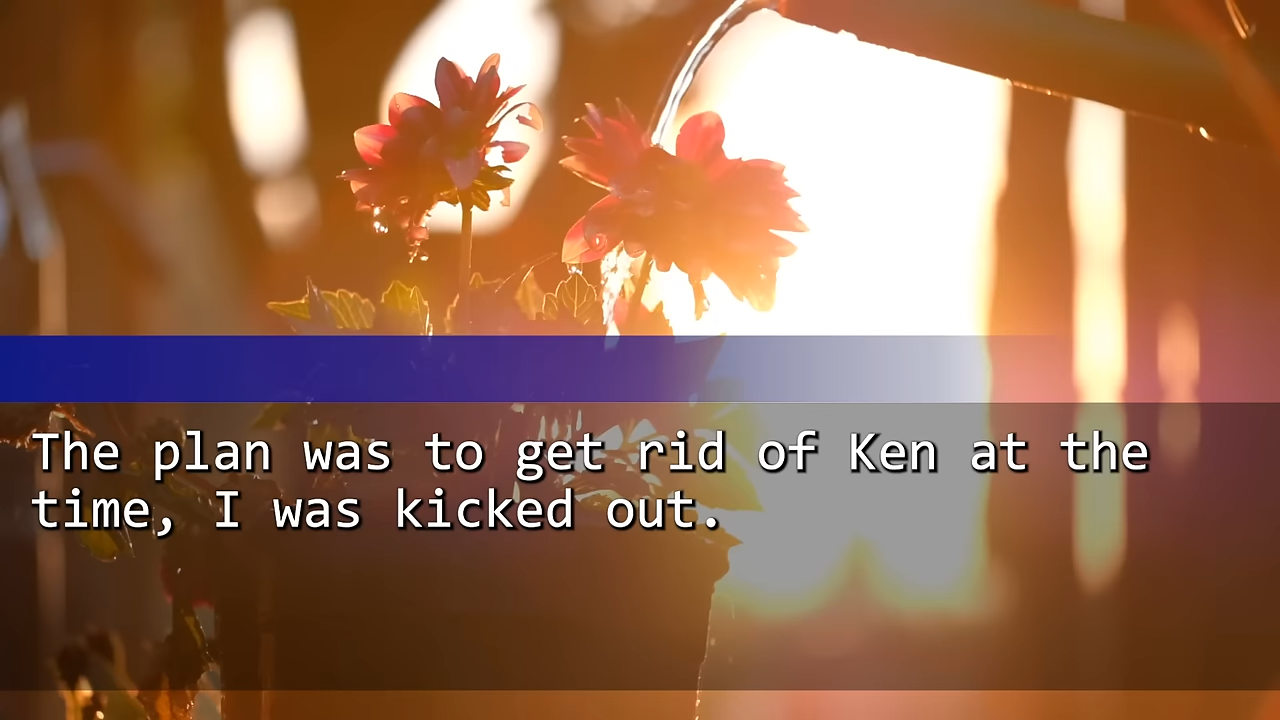 The plan was to get rid of Ken at the
time, I was kicked out.